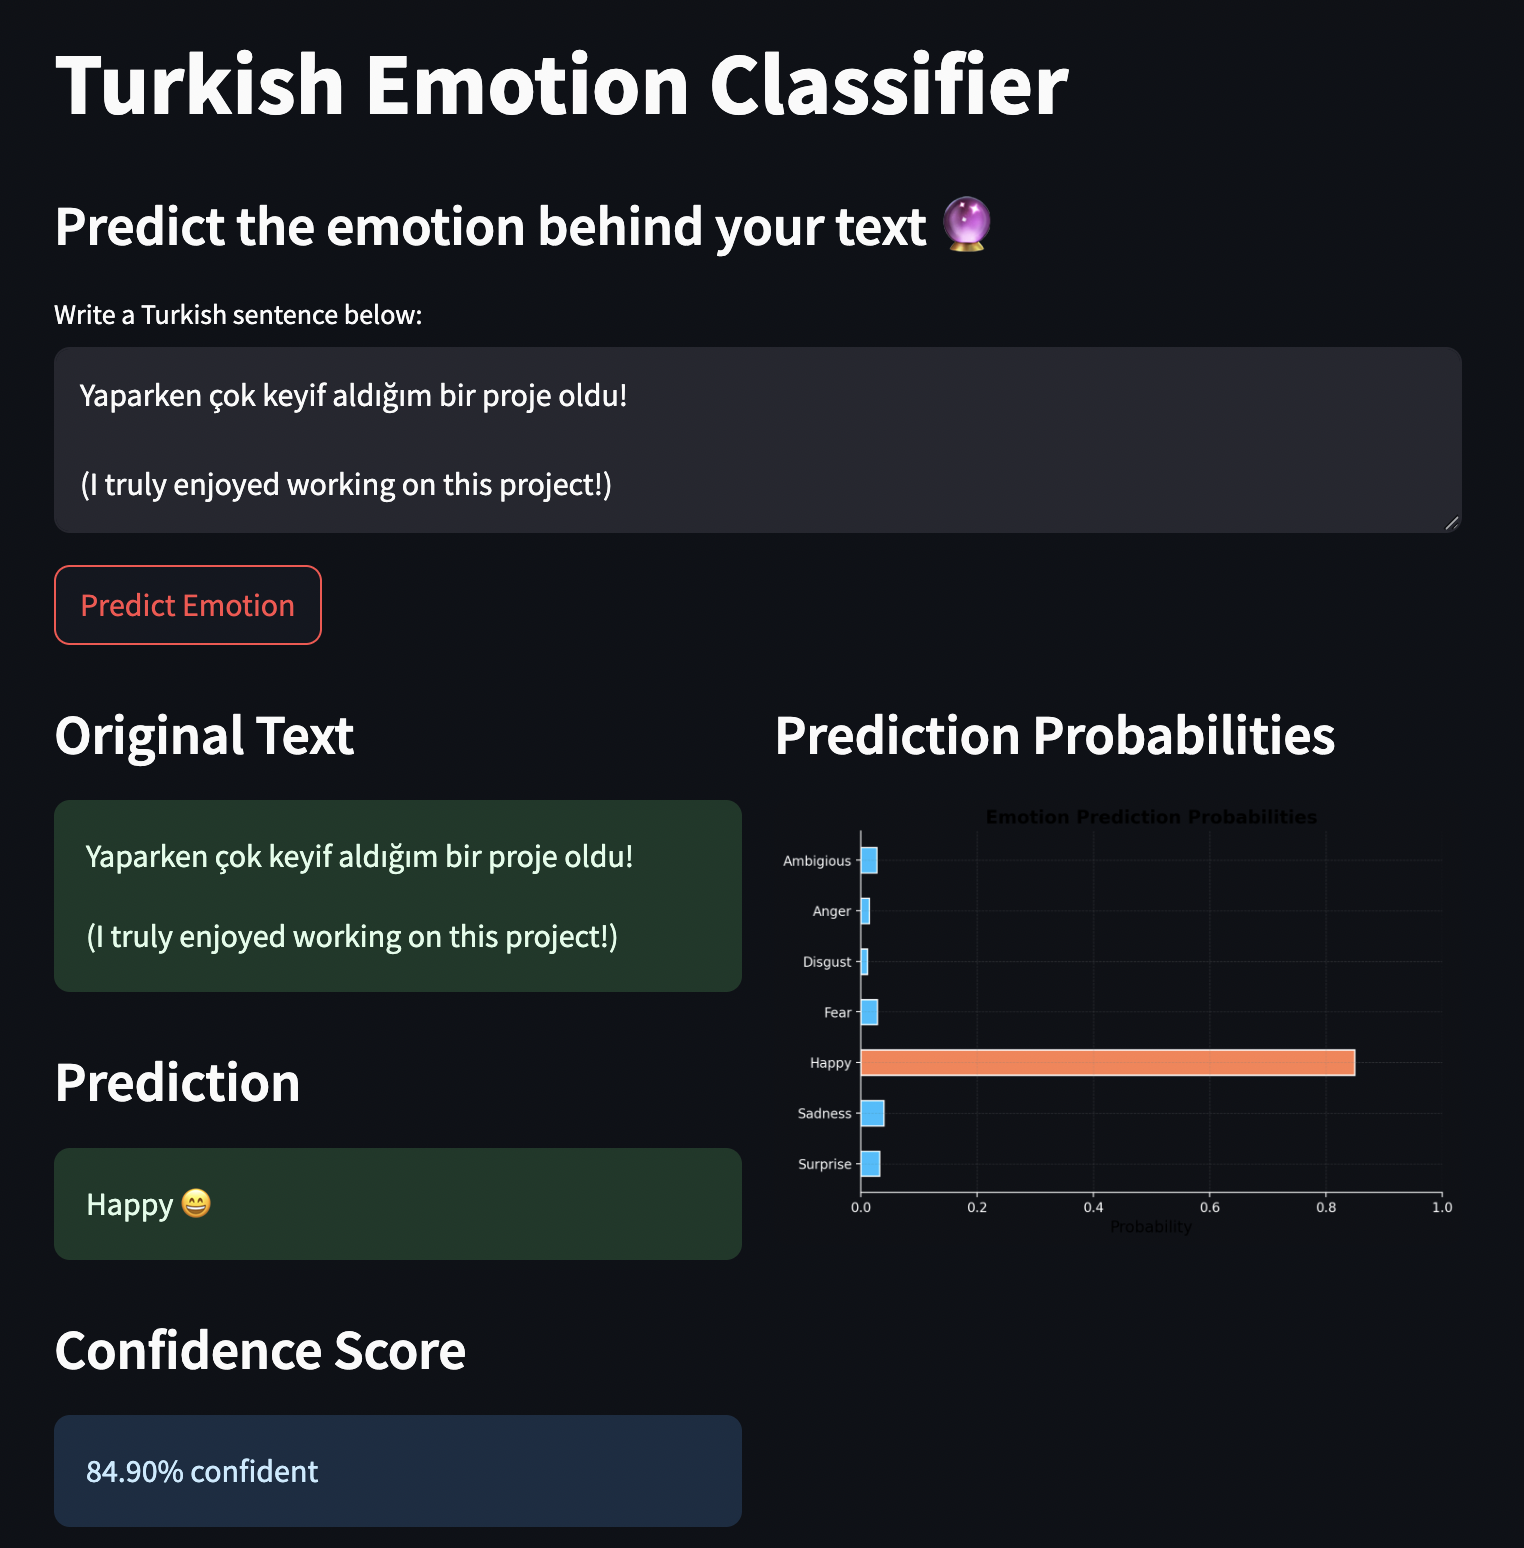 Turkish Emotion Classifier
Predict the emotion behind your text 🔮
Write a Turkish sentence below:
Yaparken çok keyif aldığım bir proje oldu!
(I truly enjoyed working on this project!)
Predict Emotion
Original Text
Yaparken çok keyif aldığım bir proje oldu!
(I truly enjoyed working on this project!)
Prediction
Happy 😄
Confidence Score
84.90% confident
Prediction Probabilities
Emotion Prediction Probabilities
Ambigious
Anger
Disgust
Fear
Happy
Sadness
Surprise
0.0 0.2 0.4 0.6 0.8 1.0
Probability